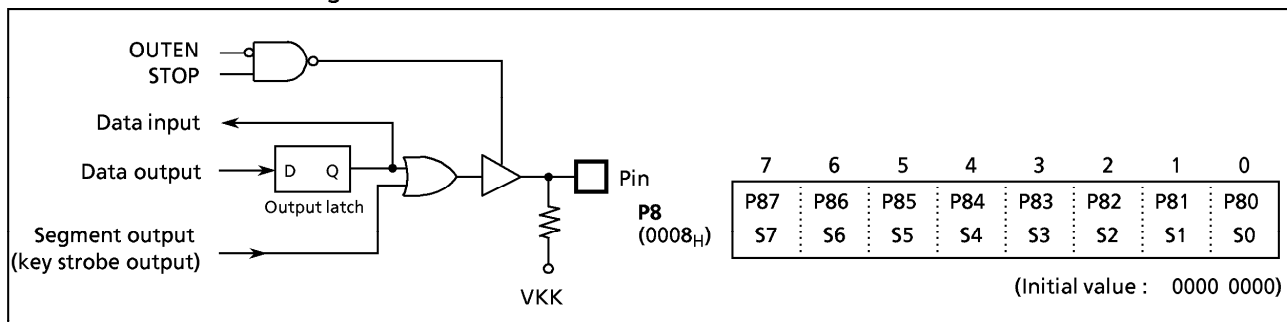 OUTEN
STOP
Data input
Data output
D Q
Output latch
Segment output
(key strobe output)
Pin
VKK
P8
(0008H)
7 6 5 4 3 2 1 0
P87 P86 P85 P84 P83 P82 P81 P80
S7 S6 S5 S4 S3 S2 S1 S0
(Initial value : 0000 0000)